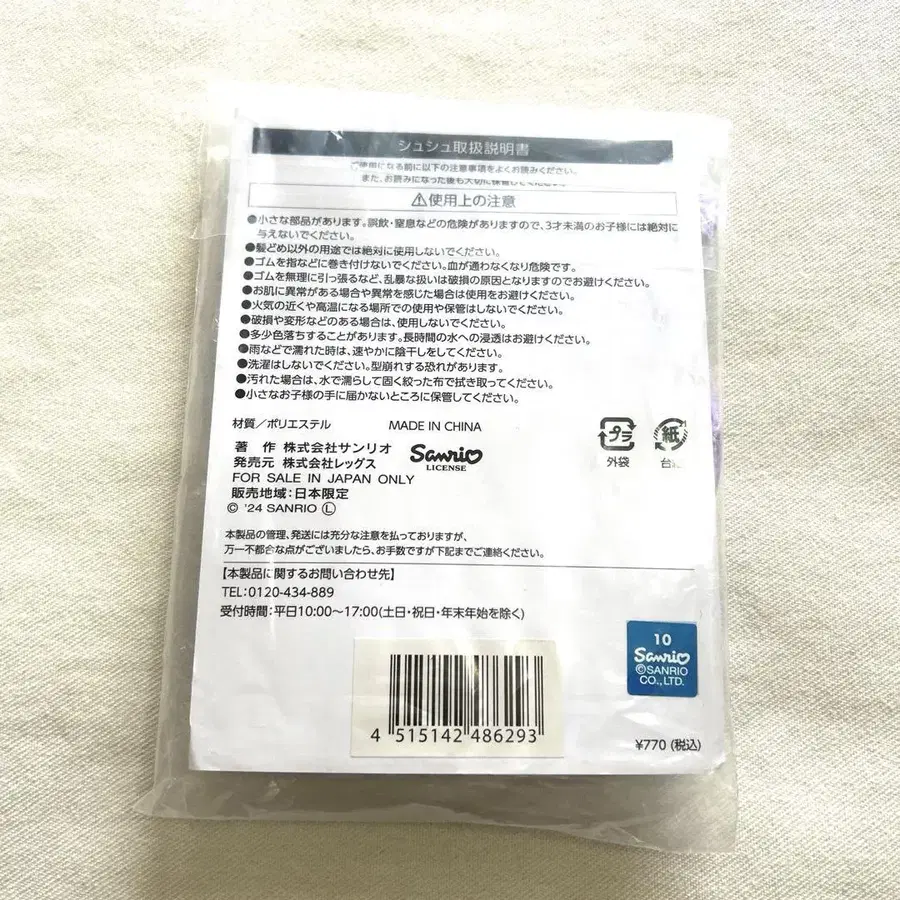 シュシュ取扱説明書
ご使用になる前に以下の注意事項をよくお読みください。
また、お読みになった後も大切に保管してください。
⚠使用上の注意
●小さな部品があります。誤飲・窒息などの危険がありますので、3才未満のお子様には絶対に
与えないでください。
●髪どめ以外の用途では絶対に使用しないでください。
●ゴムを指などに巻き付けないでください。血が通わなくなり危険です。
●ゴムを無理に引っ張るなど、乱暴な扱いは破損の原因となりますのでお避けください。
●お肌に異常がある場合や異常を感じた場合は使用をお避けください。
●火気の近くや高温になる場所での使用や保管はしないでください。
●破損や変形などのある場合は、使用しないでください。
●多少色落ちすることがあります。長時間の水への浸透はお避けください。
●雨などで濡れた時は、速やかに陰干しをしてください。
●洗濯はしないでください。型崩れする恐れがあります。
●汚れた場合は、水で濡らして固く絞った布で拭き取ってください。
●小さなお子様の手に届かないところに保管してください。
材質/ポリエステル MADE IN CHINA
プラ 紙
外袋 台紙
著 作 株式会社サンリオ
発売元 株式会社レッグス
Sanrio
LICENSE
FOR SALE IN JAPAN ONLY
販売地域:日本限定
© '24 SANRIO Ⓛ
本製品の管理、発送には充分な注意を払っておりますが、
万一不都合な点がございましたら、お手数ですが下記までご連絡ください。
【本製品に関するお問い合わせ先】
TEL:0120-434-889
受付時間:平日10:00〜17:00(土日・祝日・年末年始を除く)
10
Sanrio
©SANRIO
CO.,LTD.
4 515142 486293
¥770 (税込)